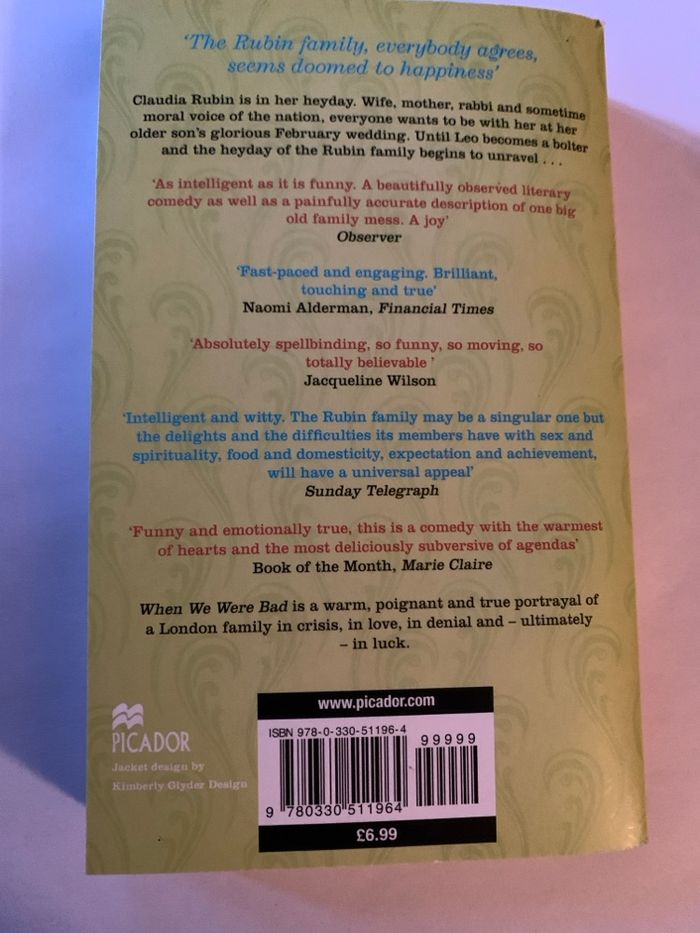 ‘The Rubin family, everybody agrees,
seems doomed to happiness’
Claudia Rubin is in her heyday. Wife, mother, rabbi and sometime
moral voice of the nation, everyone wants to be with her at her
older son's glorious February wedding. Until Leo becomes a bolter
and the heyday of the Rubin family begins to unravel . . .
‘As intelligent as it is funny. A beautifully observed literary
comedy as well as a painfully accurate description of one big
old family mess. A joy’
Observer
‘Fast-paced and engaging. Brilliant,
touching and true’
Naomi Alderman, Financial Times
‘Absolutely spellbinding, so funny, so moving, so
totally believable ’
Jacqueline Wilson
‘Intelligent and witty. The Rubin family may be a singular one but
the delights and the difficulties its members have with sex and
spirituality, food and domesticity, expectation and achievement,
will have a universal appeal’
Sunday Telegraph
‘Funny and emotionally true, this is a comedy with the warmest
of hearts and the most deliciously subversive of agendas’
Book of the Month, Marie Claire
When We Were Bad is a warm, poignant and true portrayal of
a London family in crisis, in love, in denial and – ultimately
– in luck.
PICADOR
Jacket design by
Kimberly Glyder Design
www.picador.com
ISBN 978-0-330-51196-4
99999
9 780330 511964
£6.99